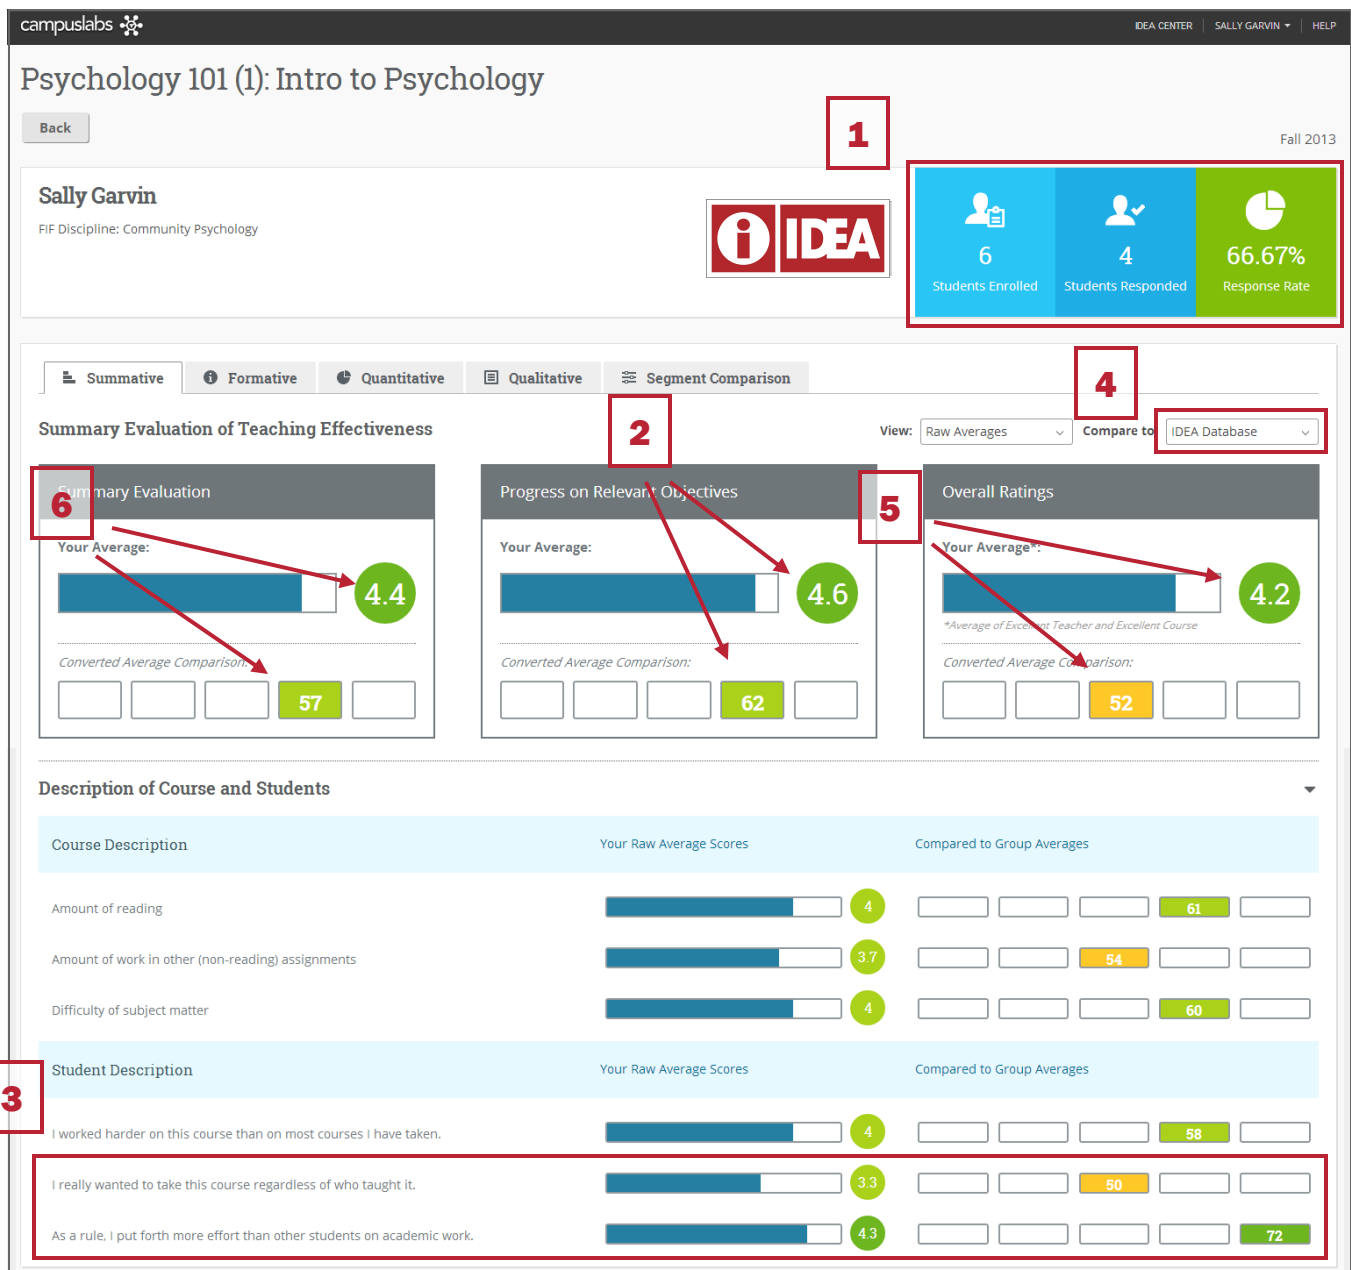 campuslabs
IDEA CENTER SALLY GARVIN HELP
Psychology 101 (1): Intro to Psychology
Back
1
Fall 2013
Sally Garvin
FIF Discipline: Community Psychology
i IDEA
6
Students Enrolled
4
Students Responded
66.67%
Response Rate
Summative Formative Quantitative Qualitative Segment Comparison
4
2
Summary Evaluation of Teaching Effectiveness
View: Raw Averages Compare to IDEA Database
6
Summary Evaluation
Your Average:
4.4
Converted Average Comparison:
57
Progress on Relevant Objectives
Your Average:
4.6
Converted Average Comparison:
62
5
Overall Ratings
Your Average*:
4.2
*Average of Excellent Teacher and Excellent Course
Converted Average Comparison:
52
Description of Course and Students
Course Description Your Raw Average Scores Compared to Group Averages
Amount of reading 4 61
Amount of work in other (non-reading) assignments 3.7 54
Difficulty of subject matter 4 60
3
Student Description Your Raw Average Scores Compared to Group Averages
I worked harder on this course than on most courses I have taken. 4 58
I really wanted to take this course regardless of who taught it. 3.3 50
As a rule, I put forth more effort than other students on academic work. 4.3 72